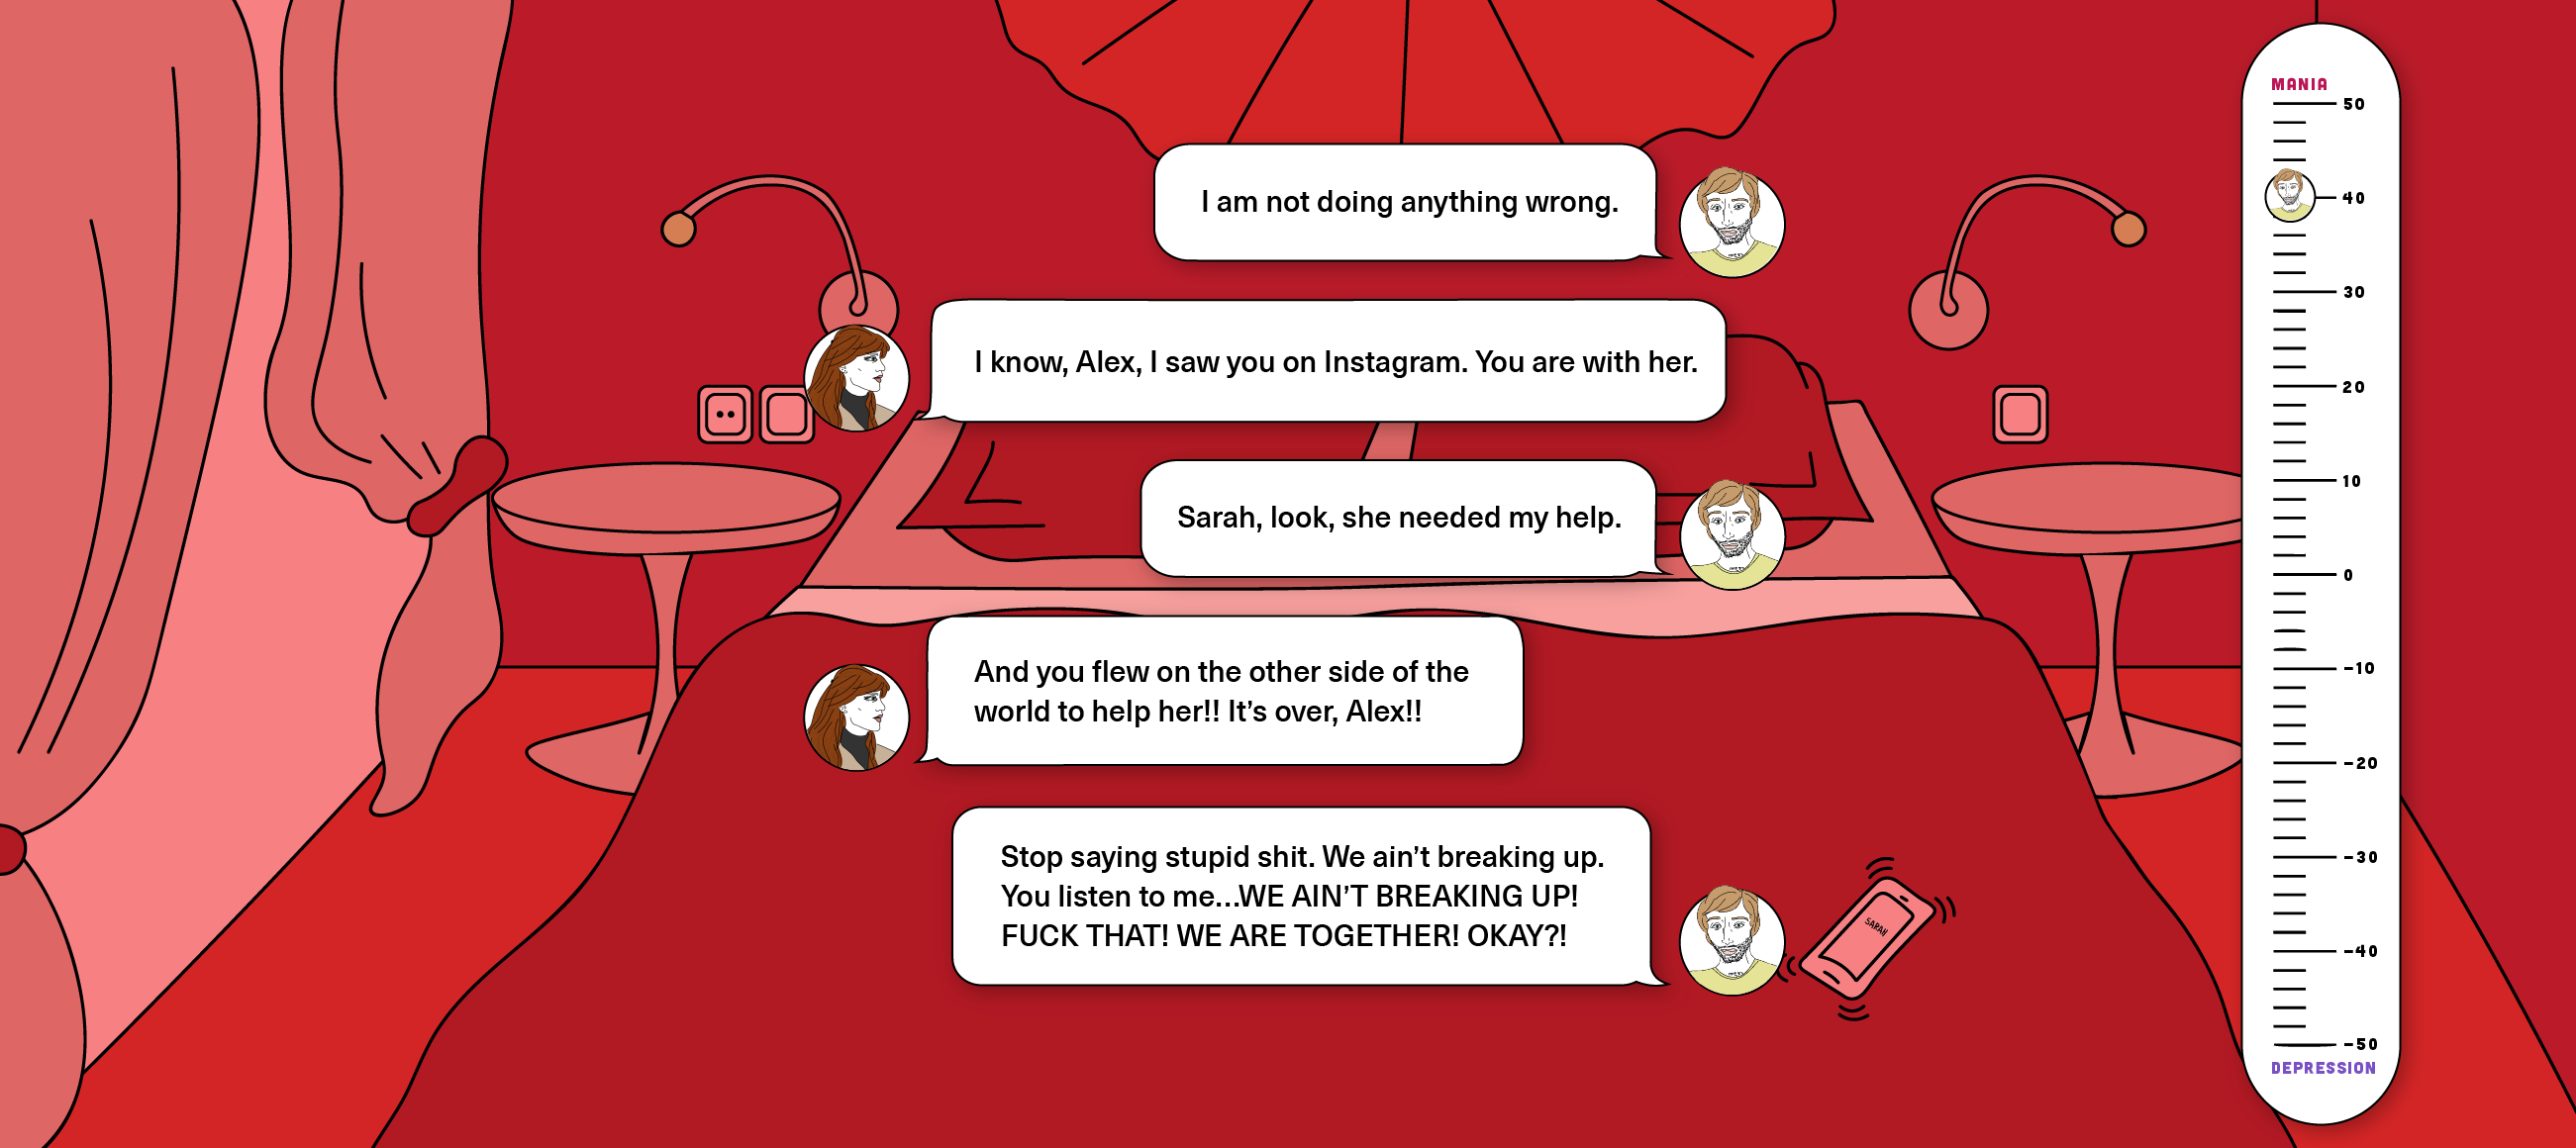 I am not doing anything wrong.
I know, Alex, I saw you on Instagram. You are with her.
Sarah, look, she needed my help.
And you flew on the other side of the
world to help her!! It’s over, Alex!!
Stop saying stupid shit. We ain’t breaking up.
You listen to me...WE AIN’T BREAKING UP!
FUCK THAT! WE ARE TOGETHER! OKAY?!
SARAH
MANIA
50
40
30
20
10
0
-10
-20
-30
-40
-50
DEPRESSION